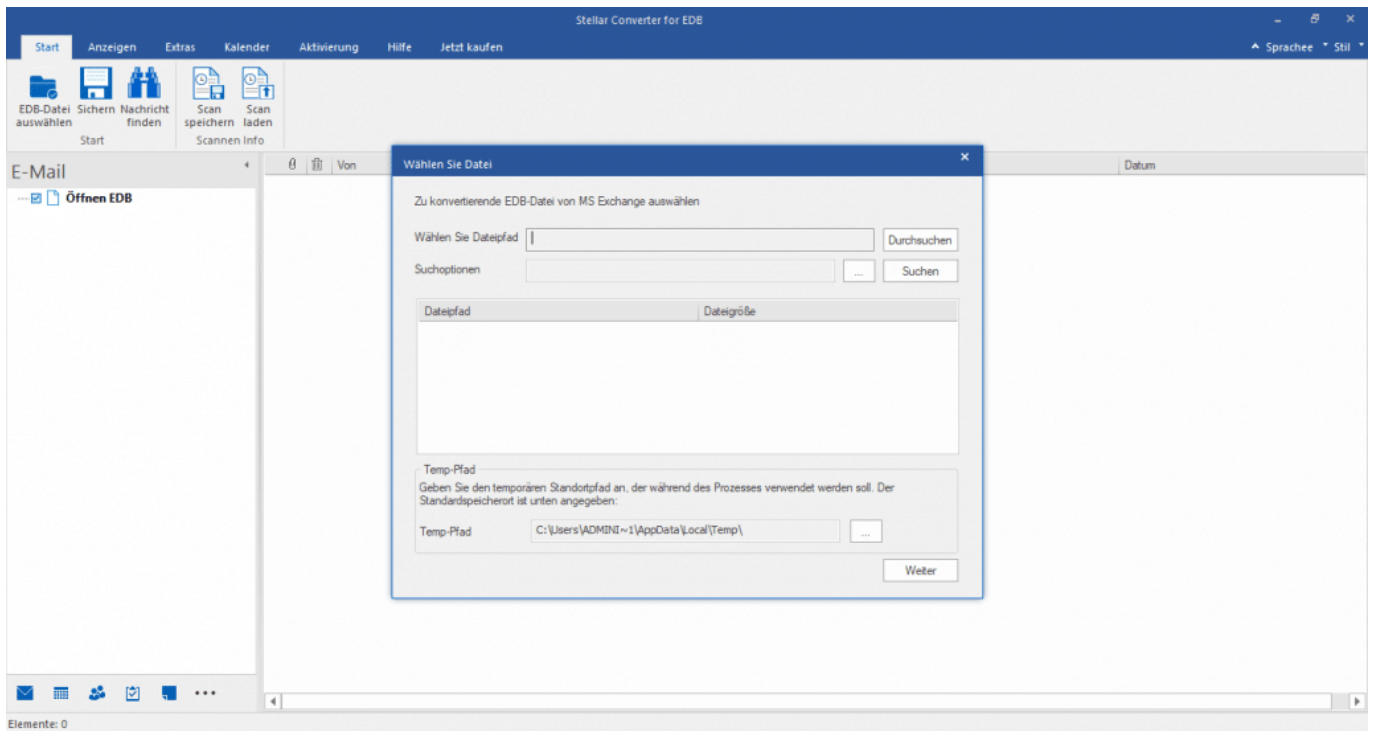 Stellar Converter for EDB
Start Anzeigen Extras Kalender Aktivierung Hilfe Jetzt kaufen Sprachee Stil
EDB-Datei Sichern Nachricht Scan Scan
auswählen finden speichern laden
Start Scannen Info
E-Mail
Von Datum
Öffnen EDB
Wählen Sie Datei
Zu konvertierende EDB-Datei von MS Exchange auswählen
Wählen Sie Dateipfad Durchsuchen
Suchoptionen ... Suchen
Dateipfad Dateigröße
Temp-Pfad
Geben Sie den temporären Standortpfad an, der während des Prozesses verwendet werden soll. Der
Standardspeicherort ist unten angegeben:
Temp-Pfad C:\Users\ADMINI~1\AppData\Local\Temp\ ...
Weiter
Elemente: 0